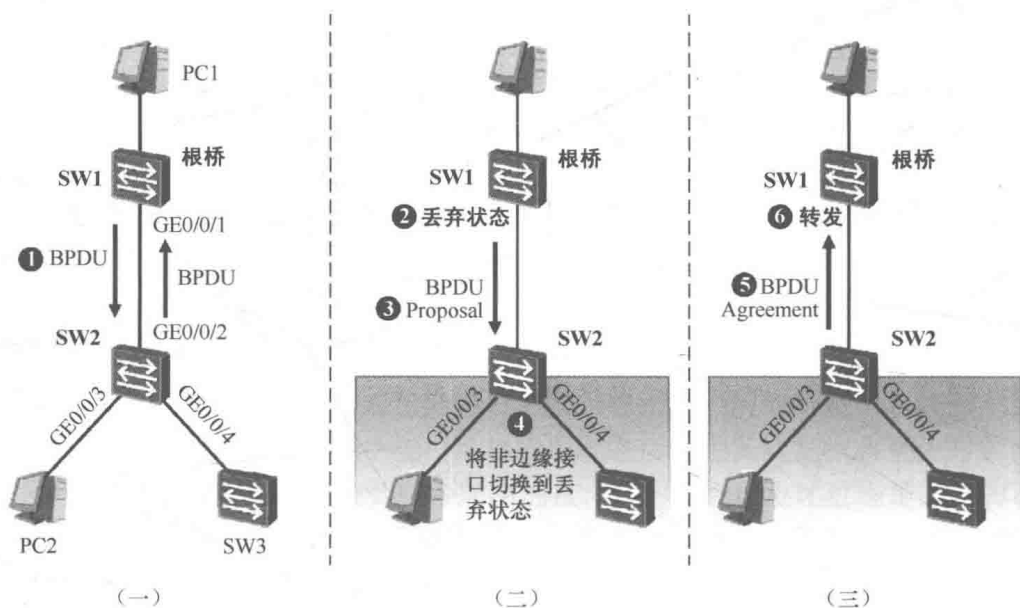 PC1
根桥
SW1
GE0/0/1
❶ BPDU
BPDU
GE0/0/2
SW2
GE0/0/3
GE0/0/4
PC2
SW3
(一)
PC1
根桥
SW1
❷ 丢弃状态
BPDU
❸ Proposal
SW2
GE0/0/3
GE0/0/4
❹
将非边缘接
口切换到丢
弃状态
(二)
PC1
根桥
SW1
❻ 转发
❺ BPDU
Agreement
SW2
GE0/0/3
GE0/0/4
(三)